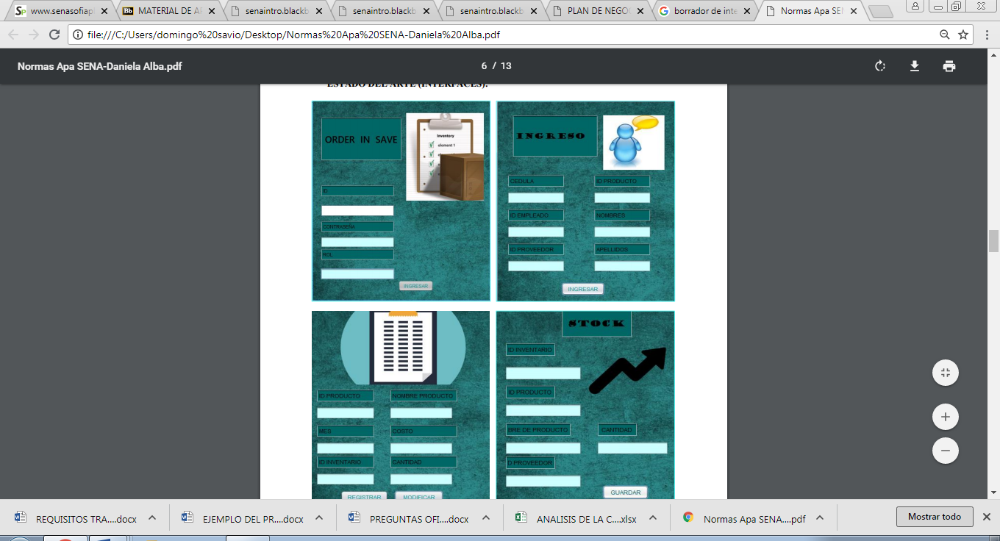 www.senasofiapl
MATERIAL DE AP
senaintro.blackb
senaintro.blackb
senaintro.blackb
PLAN DE NEGOC
borrador de inte
Normas Apa SEN
file:///C:/Users/domingo%20savio/Desktop/Normas%20Apa%20SENA-Daniela%20Alba.pdf
Normas Apa SENA-Daniela Alba.pdf
6 / 13
ESTADO DEL ARTE (INTERFACES).
ORDER IN SAVE
Inventory
element 1
ID
CONTRASEÑA
ROL
INGRESAR
INGRESO
CEDULA
ID PRODUCTO
ID EMPLEADO
NOMBRES
ID PROVEEDOR
APELLIDOS
INGRESAR
ID PRODUCTO
NOMBRE PRODUCTO
MES
COSTO
ID INVENTARIO
CANTIDAD
REGISTRAR
MODIFICAR
STOCK
ID INVENTARIO
ID PRODUCTO
BRE DE PRODUCTO
CANTIDAD
D PROVEEDOR
GUARDAR
REQUISITOS TRA....docx
EJEMPLO DEL PR....docx
PREGUNTAS OFI....docx
ANALISIS DE LA C....xlsx
Normas Apa SENA....pdf
Mostrar todo